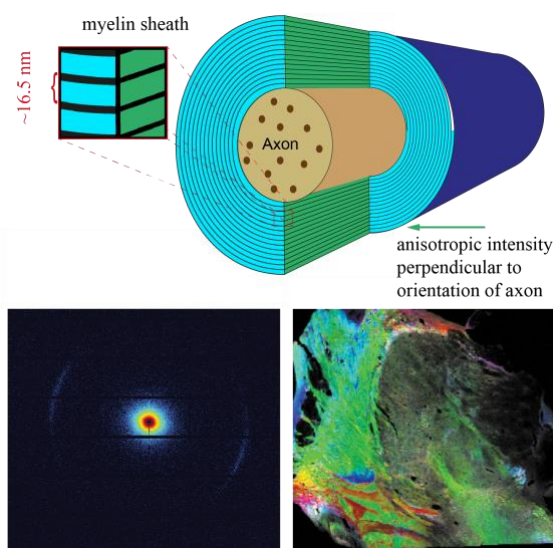 myelin sheath
~16.5 nm
Axon
anisotropic intensity
perpendicular to
orientation of axon